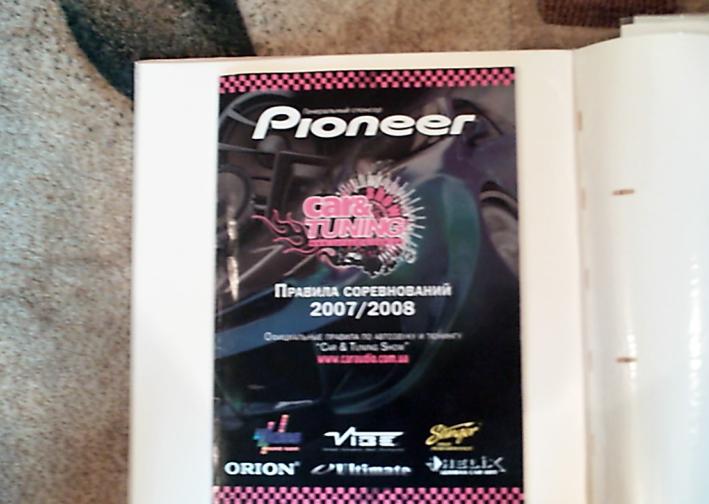 Генеральный спонсор
Pioneer
car&
TUNING
Правила соревнований
2007/2008
Официальные правила по автозвуку и тюнингу
"Car & Tuning Show"
www.caraudio.com.ua
VIBE
Stinger
ORION
Ultimate
HELIX